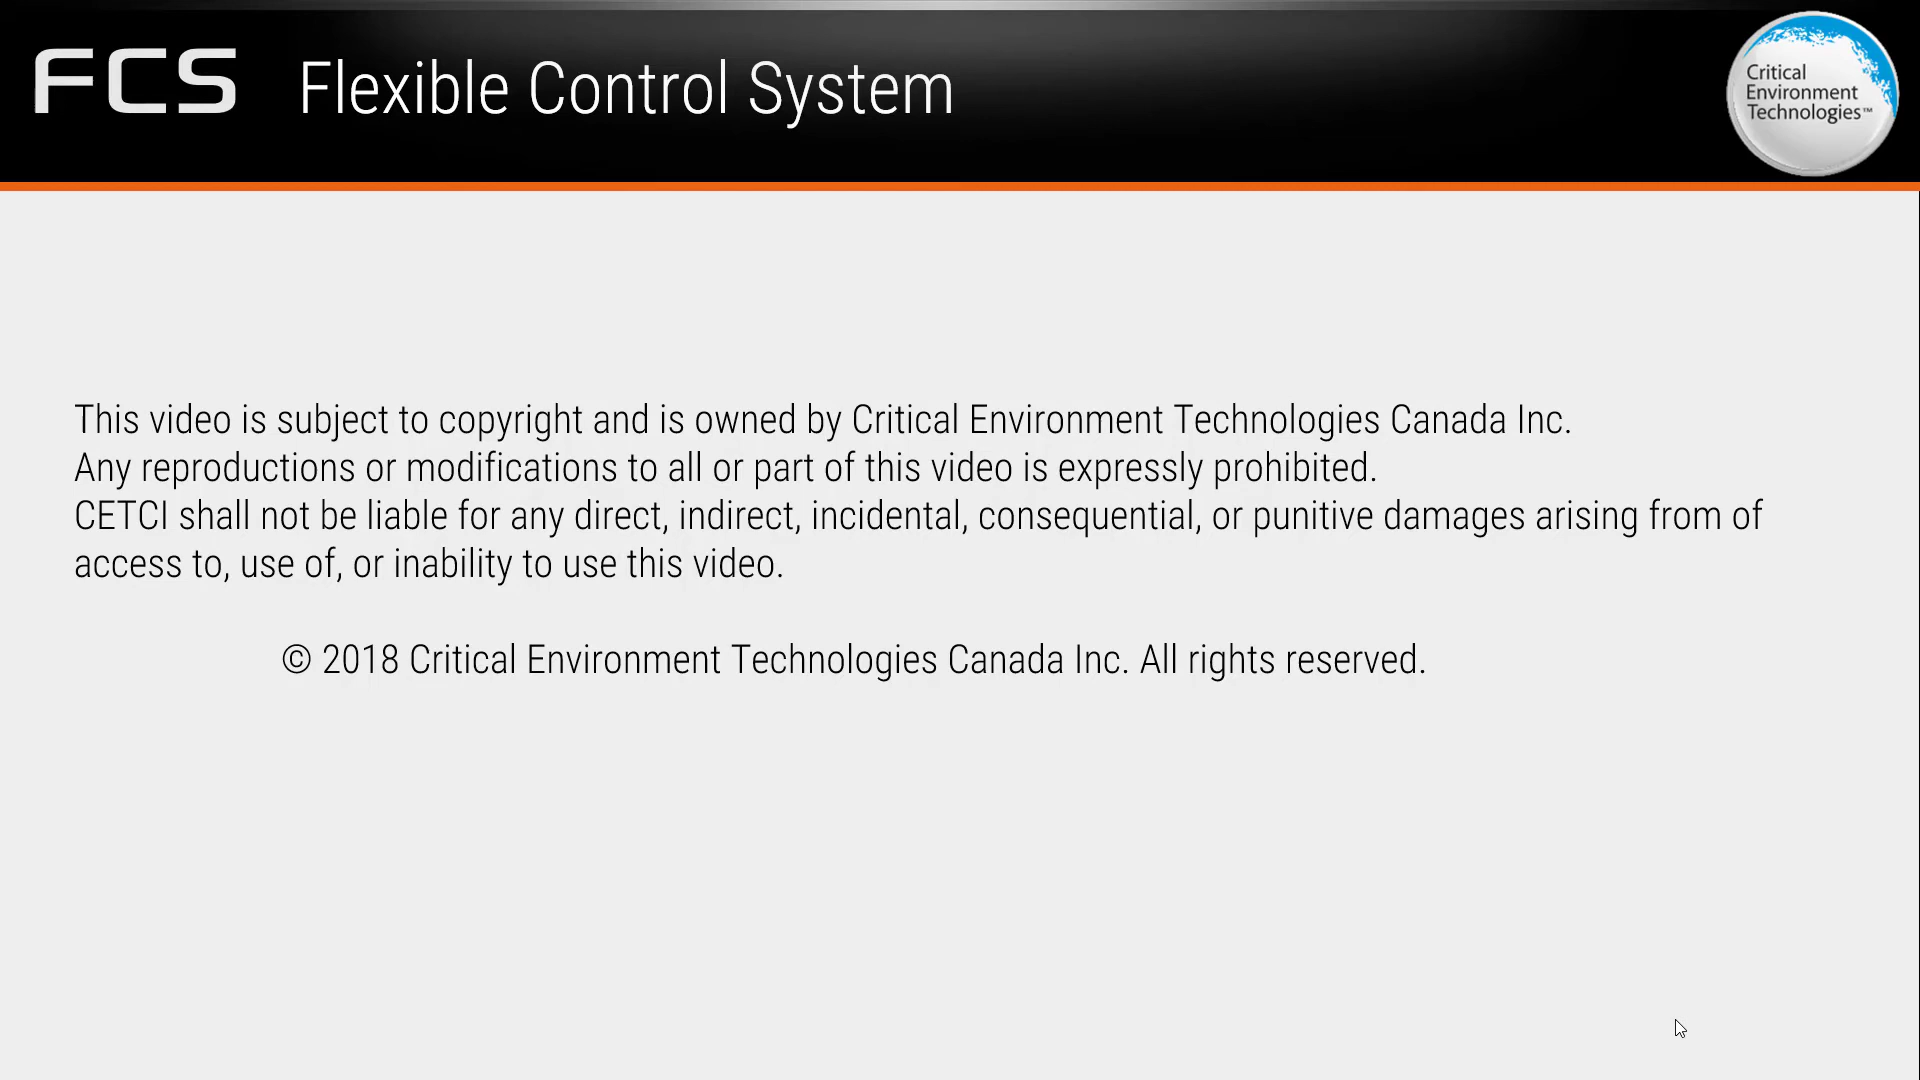 FCS Flexible Control System
Critical
Environment
Technologies™
This video is subject to copyright and is owned by Critical Environment Technologies Canada Inc.
Any reproductions or modifications to all or part of this video is expressly prohibited.
CETCI shall not be liable for any direct, indirect, incidental, consequential, or punitive damages arising from of
access to, use of, or inability to use this video.
© 2018 Critical Environment Technologies Canada Inc. All rights reserved.